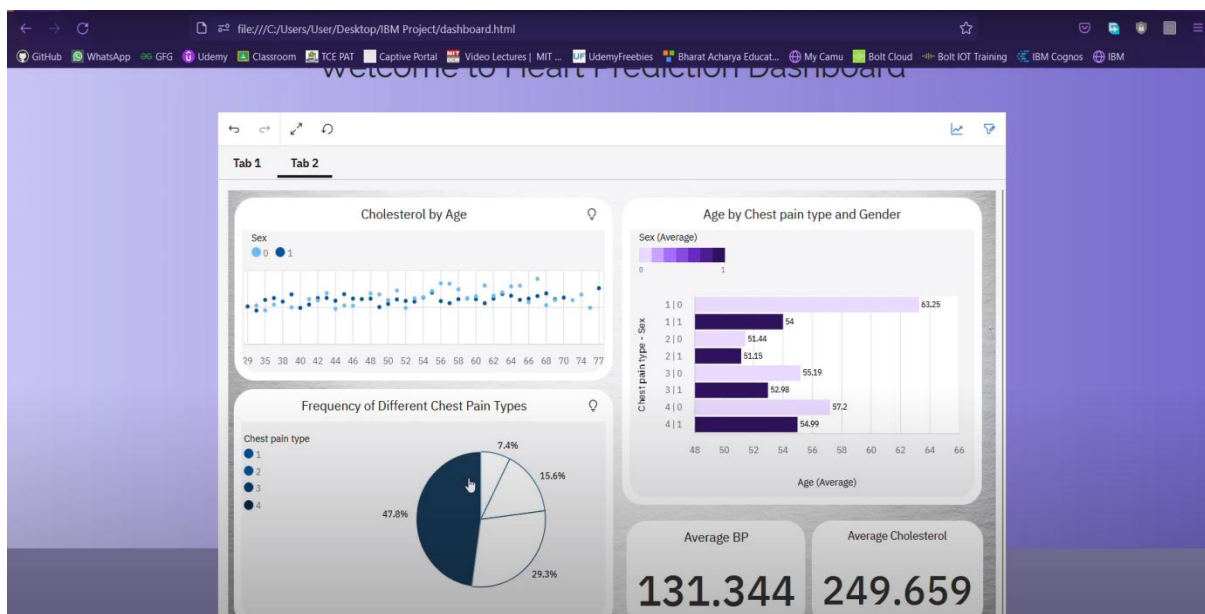 file:///C:/Users/User/Desktop/IBM Project/dashboard.html
GitHub WhatsApp GFG Udemy Classroom TCE PAT Captive Portal Video Lectures | MIT ... UdemyFreebies Bharat Acharya Educat... My Camu Bolt Cloud Bolt IOT Training IBM Cognos IBM
Welcome to Heart Prediction Dashboard
Tab 1 Tab 2
Cholesterol by Age
Sex
0 1
29 35 38 40 42 44 46 48 50 52 54 56 58 60 62 64 66 68 70 74 77
Age by Chest pain type and Gender
Sex (Average)
0 1
Chest pain type - Sex
1 | 0 63.25
1 | 1 54
2 | 0 51.44
2 | 1 51.15
3 | 0 55.19
3 | 1 52.98
4 | 0 57.2
4 | 1 54.99
48 50 52 54 56 58 60 62 64 66
Age (Average)
Frequency of Different Chest Pain Types
Chest pain type
1
2
3
4
7.4%
15.6%
47.8%
29.3%
Average BP
131.344
Average Cholesterol
249.659